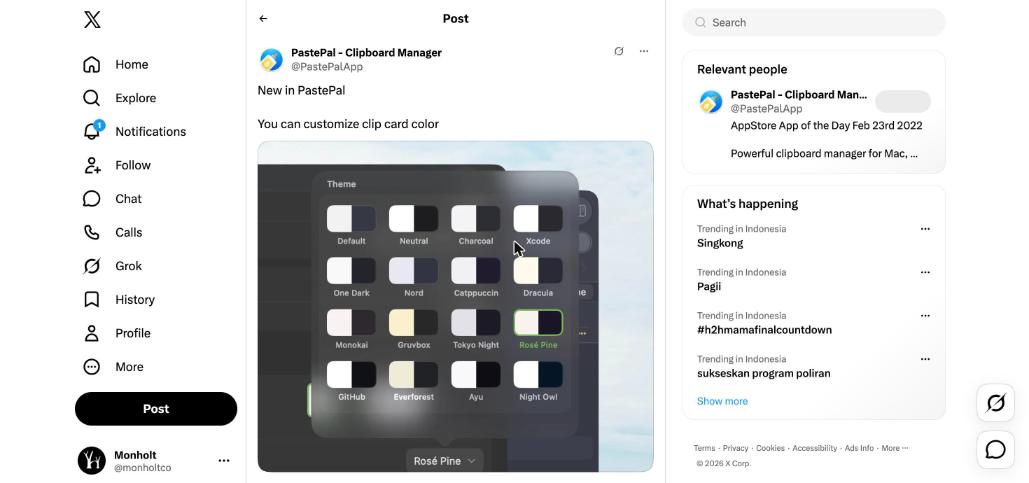 Post
Home
Explore
1
Notifications
Follow
Chat
Calls
Grok
History
Profile
More
Post
Monholt
@monholtco
PastePal - Clipboard Manager
@PastePalApp
New in PastePal
You can customize clip card color
Theme
Default Neutral Charcoal Xcode
One Dark Nord Catppuccin Dracula
Monokai Gruvbox Tokyo Night Rosé Pine
GitHub Everforest Ayu Night Owl
Rosé Pine
Search
Relevant people
PastePal - Clipboard Man...
@PastePalApp
AppStore App of the Day Feb 23rd 2022
Powerful clipboard manager for Mac, ...
What's happening
Trending in Indonesia
Singkong
Trending in Indonesia
Pagii
Trending in Indonesia
#h2hmamafinalcountdown
Trending in Indonesia
sukseskan program poliran
Show more
Terms · Privacy · Cookies · Accessibility · Ads Info · More ···
© 2026 X Corp.